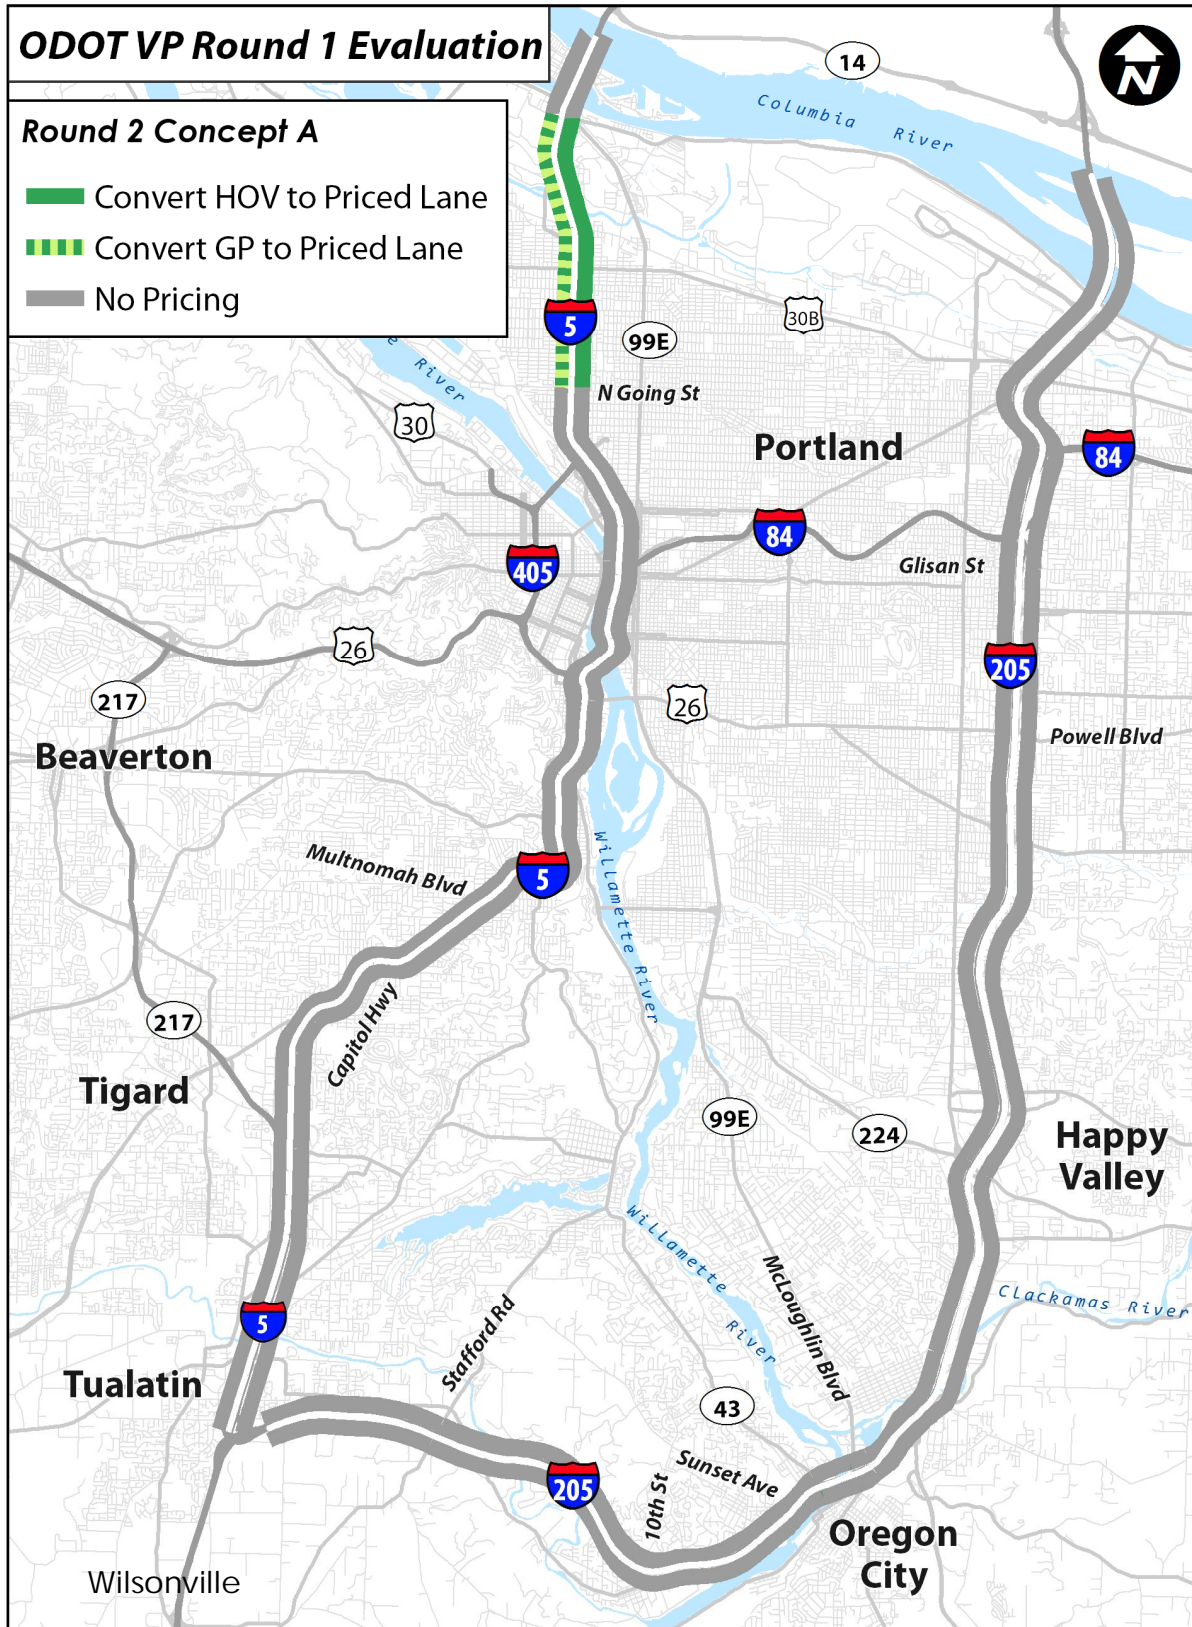 ODOT VP Round 1 Evaluation
Round 2 Concept A
Convert HOV to Priced Lane
Convert GP to Priced Lane
No Pricing
N
14
Columbia River
5
99E
30B
e River
N Going St
30
Portland
84
84
405
Glisan St
26
205
217
26
Powell Blvd
Beaverton
Multnomah Blvd
5
Willamette River
Capitol Hwy
217
Tigard
99E
224
Happy
Valley
Willamette
River
McLoughlin Blvd
Clackamas River
5
Stafford Rd
Tualatin
43
Sunset Ave
205
10th St
Oregon
City
Wilsonville